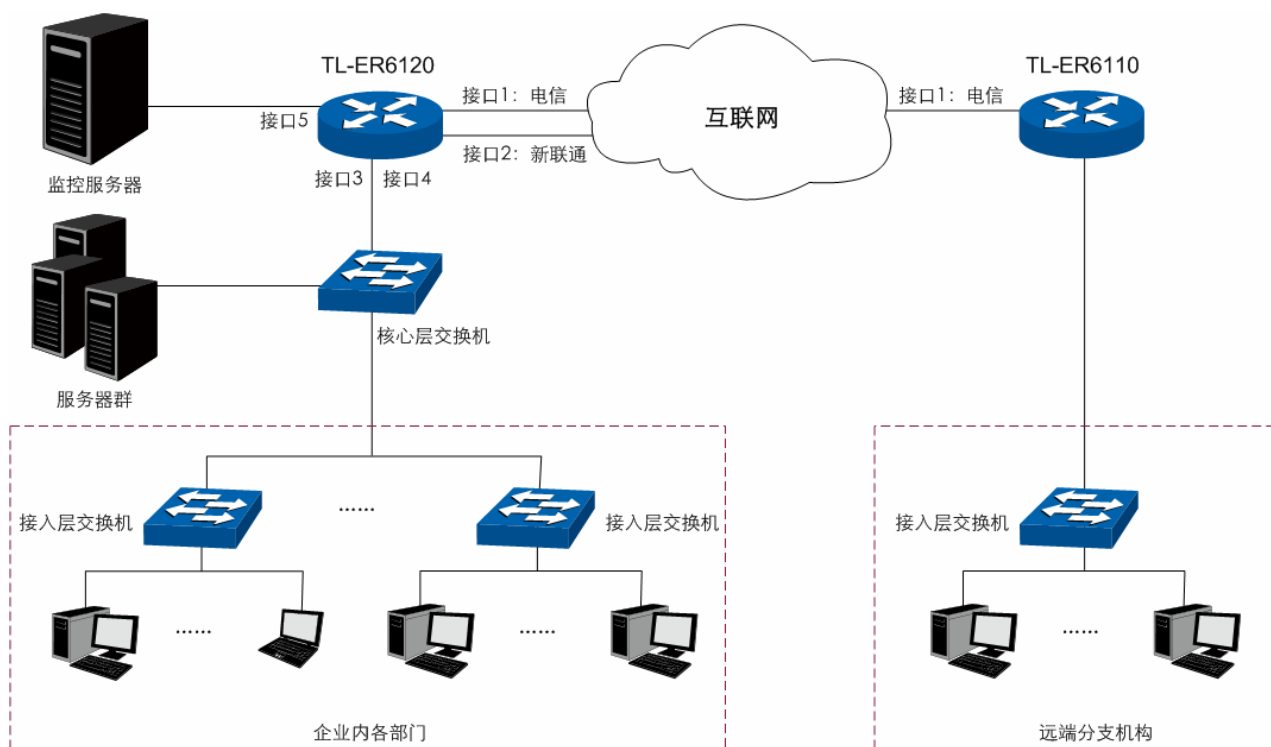 TL-ER6120
TL-ER6110
接口1：电信
接口1：电信
互联网
接口5
接口2：新联通
监控服务器
接口3
接口4
核心层交换机
服务器群
接入层交换机
……
接入层交换机
接入层交换机
……
……
……
企业内各部门
远端分支机构